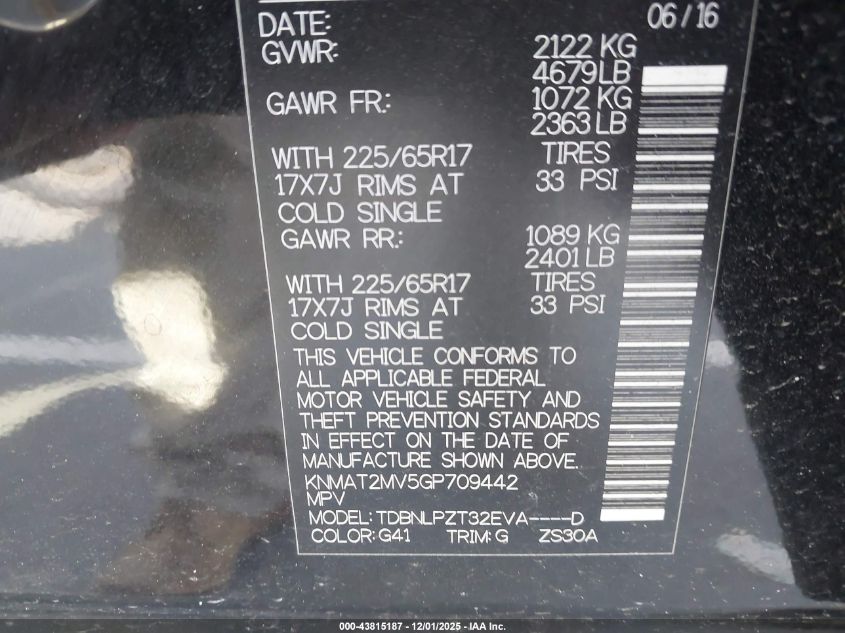 DATE: 06/16
GVWR: 2122 KG
4679 LB
GAWR FR.: 1072 KG
2363 LB
WITH 225/65R17 TIRES
17X7J RIMS AT 33 PSI
COLD SINGLE
GAWR RR.: 1089 KG
2401 LB
WITH 225/65R17 TIRES
17X7J RIMS AT 33 PSI
COLD SINGLE
THIS VEHICLE CONFORMS TO
ALL APPLICABLE FEDERAL
MOTOR VEHICLE SAFETY AND
THEFT PREVENTION STANDARDS
IN EFFECT ON THE DATE OF
MANUFACTURE SHOWN ABOVE.
KNMAT2MV5GP709442
MPV
MODEL: TDBNLPZT32EVA----D
COLOR: G41 TRIM: G ZS30A
000-43815187 - 12/01/2025 - IAA Inc.